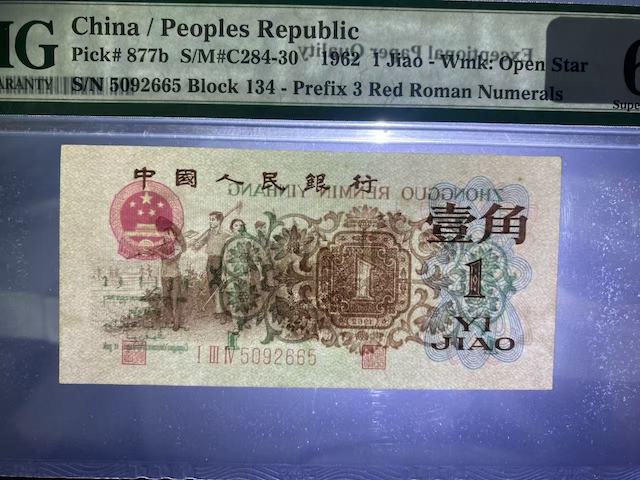 China / Peoples Republic
Pick# 877b S/M#C284-30 1962 1 Jiao - Wmk: Open Star
S/N 5092665 Block 134 - Prefix 3 Red Roman Numerals
Exceptional Paper Quality
MG
ARANTY
6
Supe
中國人民銀行
ZHONGGUO RENMIN YINHANG
壹角
1
1
YI
JIAO
1962
I III IV 5092665